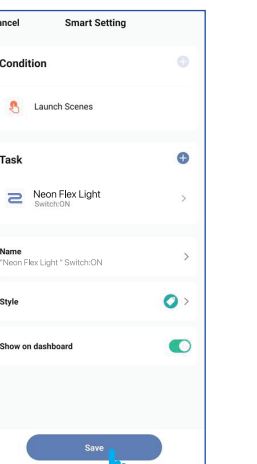 ancel Smart Setting
Condition
Launch Scenes
Task
Neon Flex Light
Switch:ON
Name
"Neon Flex Light " Switch:ON
Style
Show on dashboard
Save